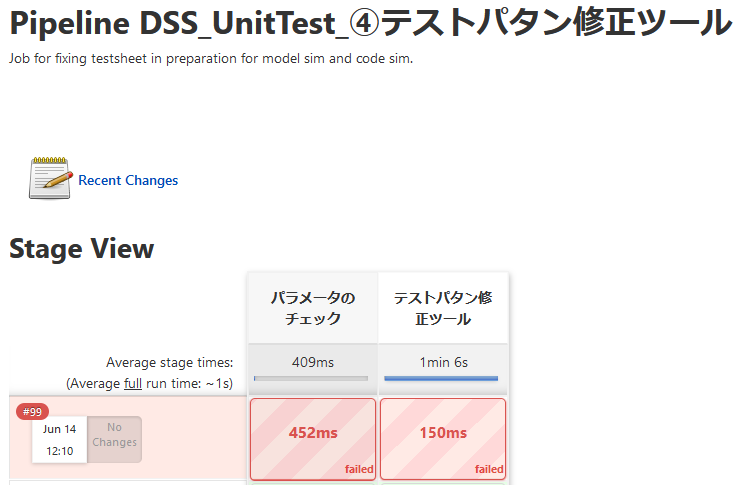 Pipeline DSS_UnitTest_④テストパタン修正ツール
Job for fixing testsheet in preparation for model sim and code sim.
Recent Changes
Stage View
パラメータの
チェック
テストパタン修
正ツール
Average stage times:
(Average full run time: ~1s)
409ms
1min 6s
#99
Jun 14
12:10
No
Changes
452ms
failed
150ms
failed